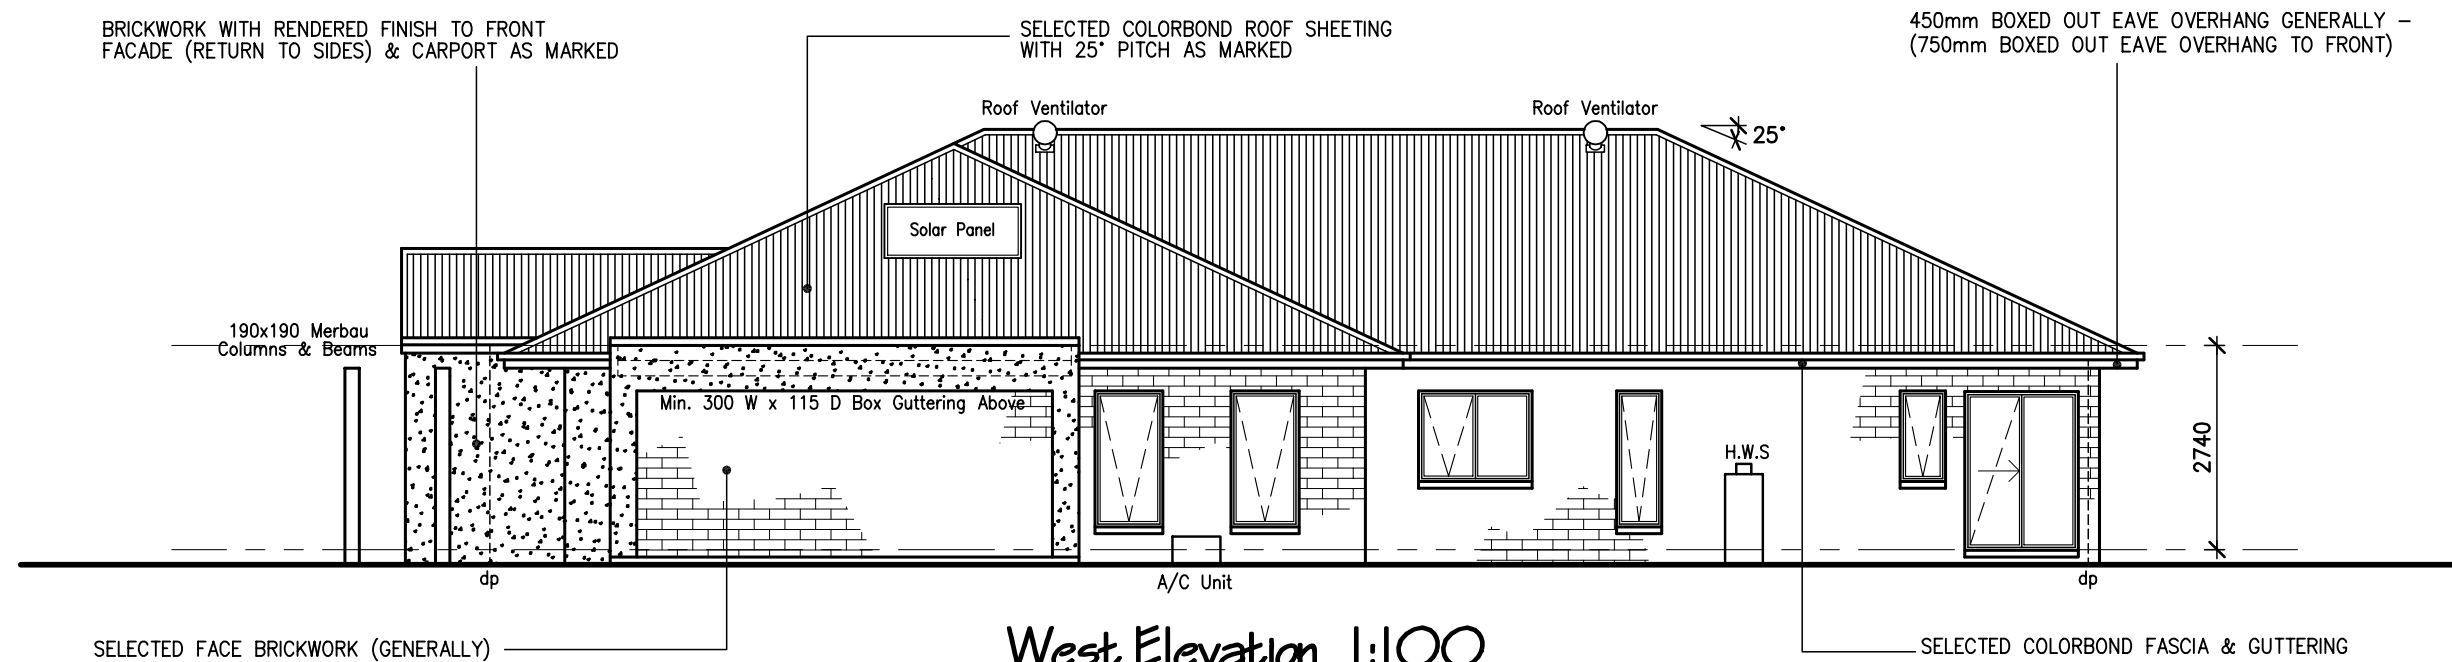 BRICKWORK WITH RENDERED FINISH TO FRONT
FACADE (RETURN TO SIDES) & CARPORT AS MARKED
SELECTED COLORBOND ROOF SHEETING
WITH 25° PITCH AS MARKED
450mm BOXED OUT EAVE OVERHANG GENERALLY –
(750mm BOXED OUT EAVE OVERHANG TO FRONT)
Roof Ventilator
Roof Ventilator
25°
Solar Panel
190x190 Merbau
Columns & Beams
Min. 300 W x 115 D Box Guttering Above
H.W.S
2740
dp
A/C Unit
dp
SELECTED FACE BRICKWORK (GENERALLY)
West Elevation 1:100
SELECTED COLORBOND FASCIA & GUTTERING